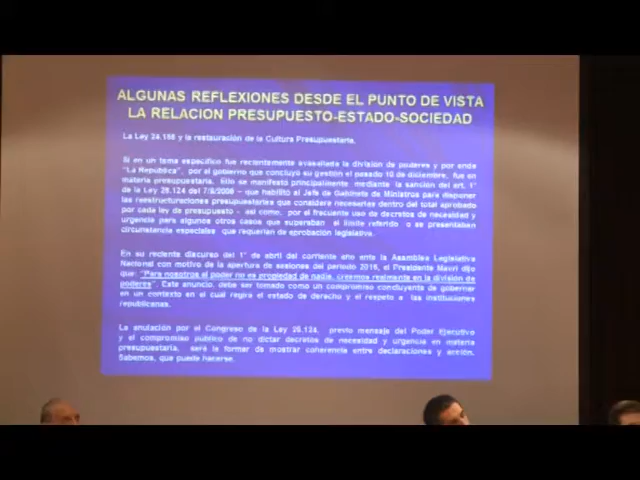 ALGUNAS REFLEXIONES DESDE EL PUNTO DE VISTA
LA RELACION PRESUPUESTO-ESTADO-SOCIEDAD
La Ley 24.156 y la restauración de la Cultura Presupuestaria.
Si en un tema específico fue recientemente avasallada la división de poderes y por ende
"La República", por el gobierno que concluyó su gestión el pasado 10 de diciembre, fue en
materia presupuestaria. Ello se manifestó principalmente mediante la sanción del art. 1°
de la Ley 26.124 del 7/8/2006 – que habilitó al Jefe de Gabinete de Ministros para disponer
las reestructuraciones presupuestarias que considere necesarias dentro del total aprobado
por cada ley de presupuesto – así como, por el frecuente uso de decretos de necesidad y
urgencia para algunos otros casos que superaban el límite referido o se presentaban
circunstancia especiales que requerían de aprobación legislativa.
En su reciente discurso del 1° de abril del corriente año ante la Asamblea Legislativa
Nacional con motivo de la apertura de sesiones del periodo 2016, el Presidente Macri dijo
que: "Para nosotros el poder no es propiedad de nadie, creemos realmente en la división de
poderes". Este anuncio, debe ser tomado como un compromiso concluyente de gobernar
en un contexto en el cual regirá el estado de derecho y el respeto a las instituciones
republicanas.
La anulación por el Congreso de la Ley 26.124, previo mensaje del Poder Ejecutivo
y el compromiso público de no dictar decretos de necesidad y urgencia en materia
presupuestaria, será la formar de mostrar coherencia entre declaraciones y acción.
Sabemos, que puede hacerse.